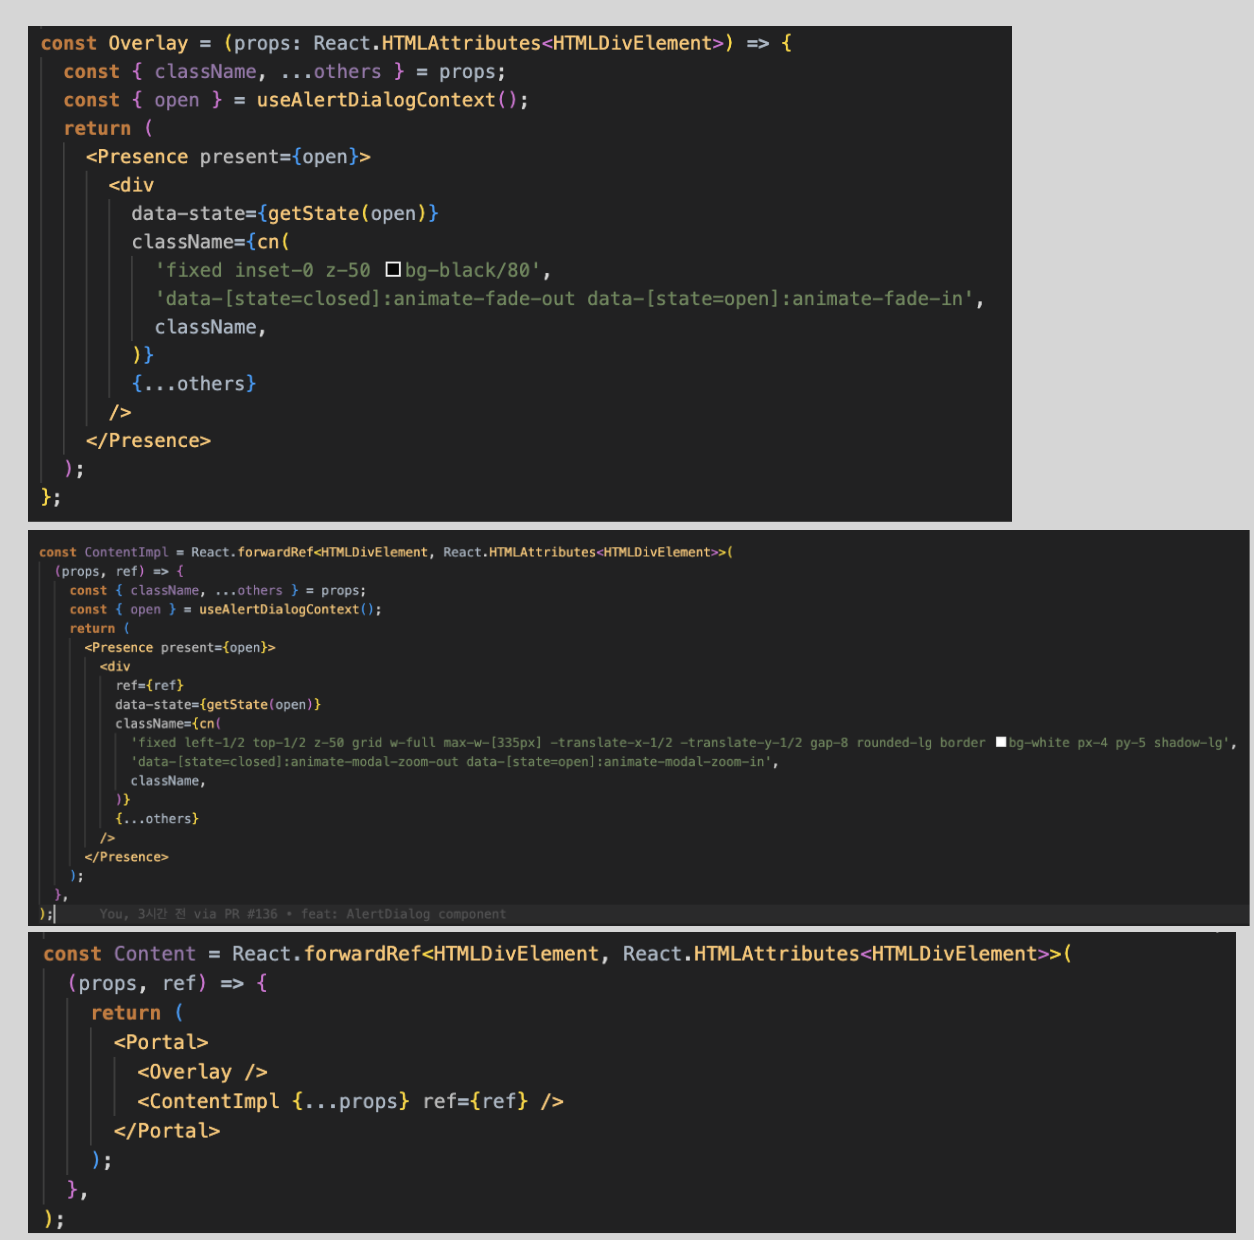 const Overlay = (props: React.HTMLAttributes<HTMLDivElement>) => {
const { className, ...others } = props;
const { open } = useAlertDialogContext();
return (
<Presence present={open}>
<div
data-state={getState(open)}
className={cn(
'fixed inset-0 z-50 bg-black/80',
'data-[state=closed]:animate-fade-out data-[state=open]:animate-fade-in',
className,
)}
{...others}
/>
</Presence>
);
};
const ContentImpl = React.forwardRef<HTMLDivElement, React.HTMLAttributes<HTMLDivElement>>(
(props, ref) => {
const { className, ...others } = props;
const { open } = useAlertDialogContext();
return (
<Presence present={open}>
<div
ref={ref}
data-state={getState(open)}
className={cn(
'fixed left-1/2 top-1/2 z-50 grid w-full max-w-[335px] -translate-x-1/2 -translate-y-1/2 gap-8 rounded-lg border bg-white px-4 py-5 shadow-lg',
'data-[state=closed]:animate-modal-zoom-out data-[state=open]:animate-modal-zoom-in',
className,
)}
{...others}
/>
</Presence>
);
},
); You, 3시간 전 via PR #136 • feat: AlertDialog component
const Content = React.forwardRef<HTMLDivElement, React.HTMLAttributes<HTMLDivElement>>(
(props, ref) => {
return (
<Portal>
<Overlay />
<ContentImpl {...props} ref={ref} />
</Portal>
);
},
);